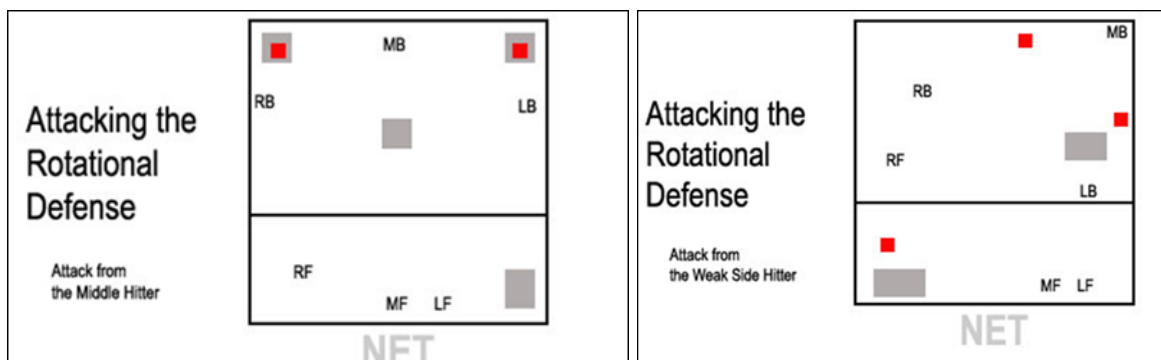 MB
RB
LB
Attacking the
Rotational
Defense
Attack from
the Middle Hitter
RF
MF LF
NET
MB
RB
Attacking the
Rotational
Defense
RF
LB
Attack from
the Weak Side Hitter
MF LF
NET